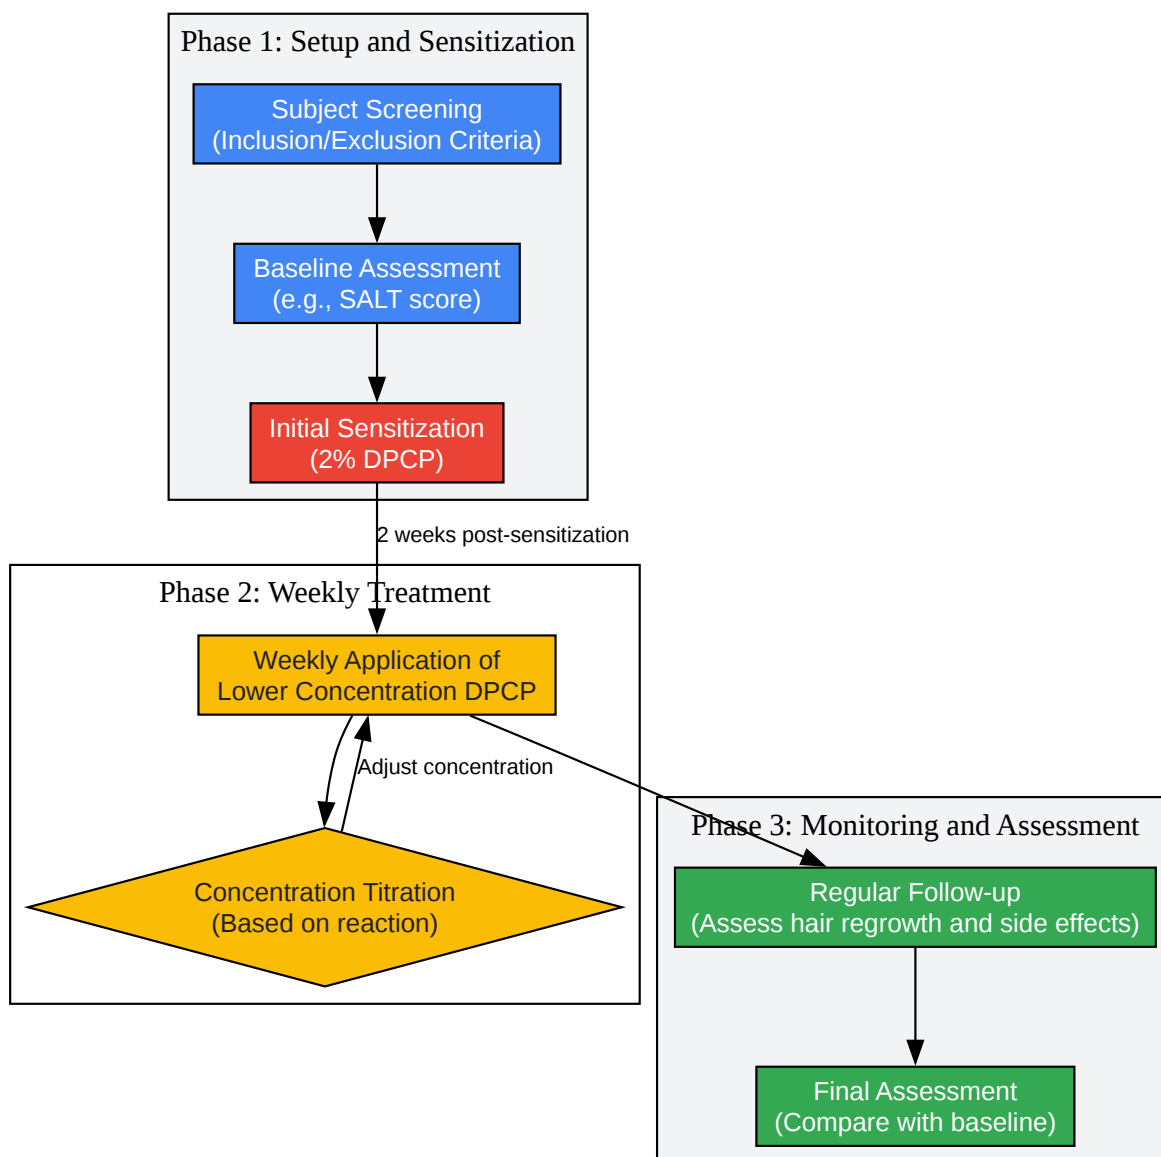 Phase 1: Setup and Sensitization
Subject Screening
(Inclusion/Exclusion Criteria)
Baseline Assessment
(e.g., SALT score)
Initial Sensitization
(2% DPCP)
2 weeks post-sensitization
Phase 2: Weekly Treatment
Weekly Application of
Lower Concentration DPCP
Adjust concentration
Concentration Titration
(Based on reaction)
Phase 3: Monitoring and Assessment
Regular Follow-up
(Assess hair regrowth and side effects)
Final Assessment
(Compare with baseline)